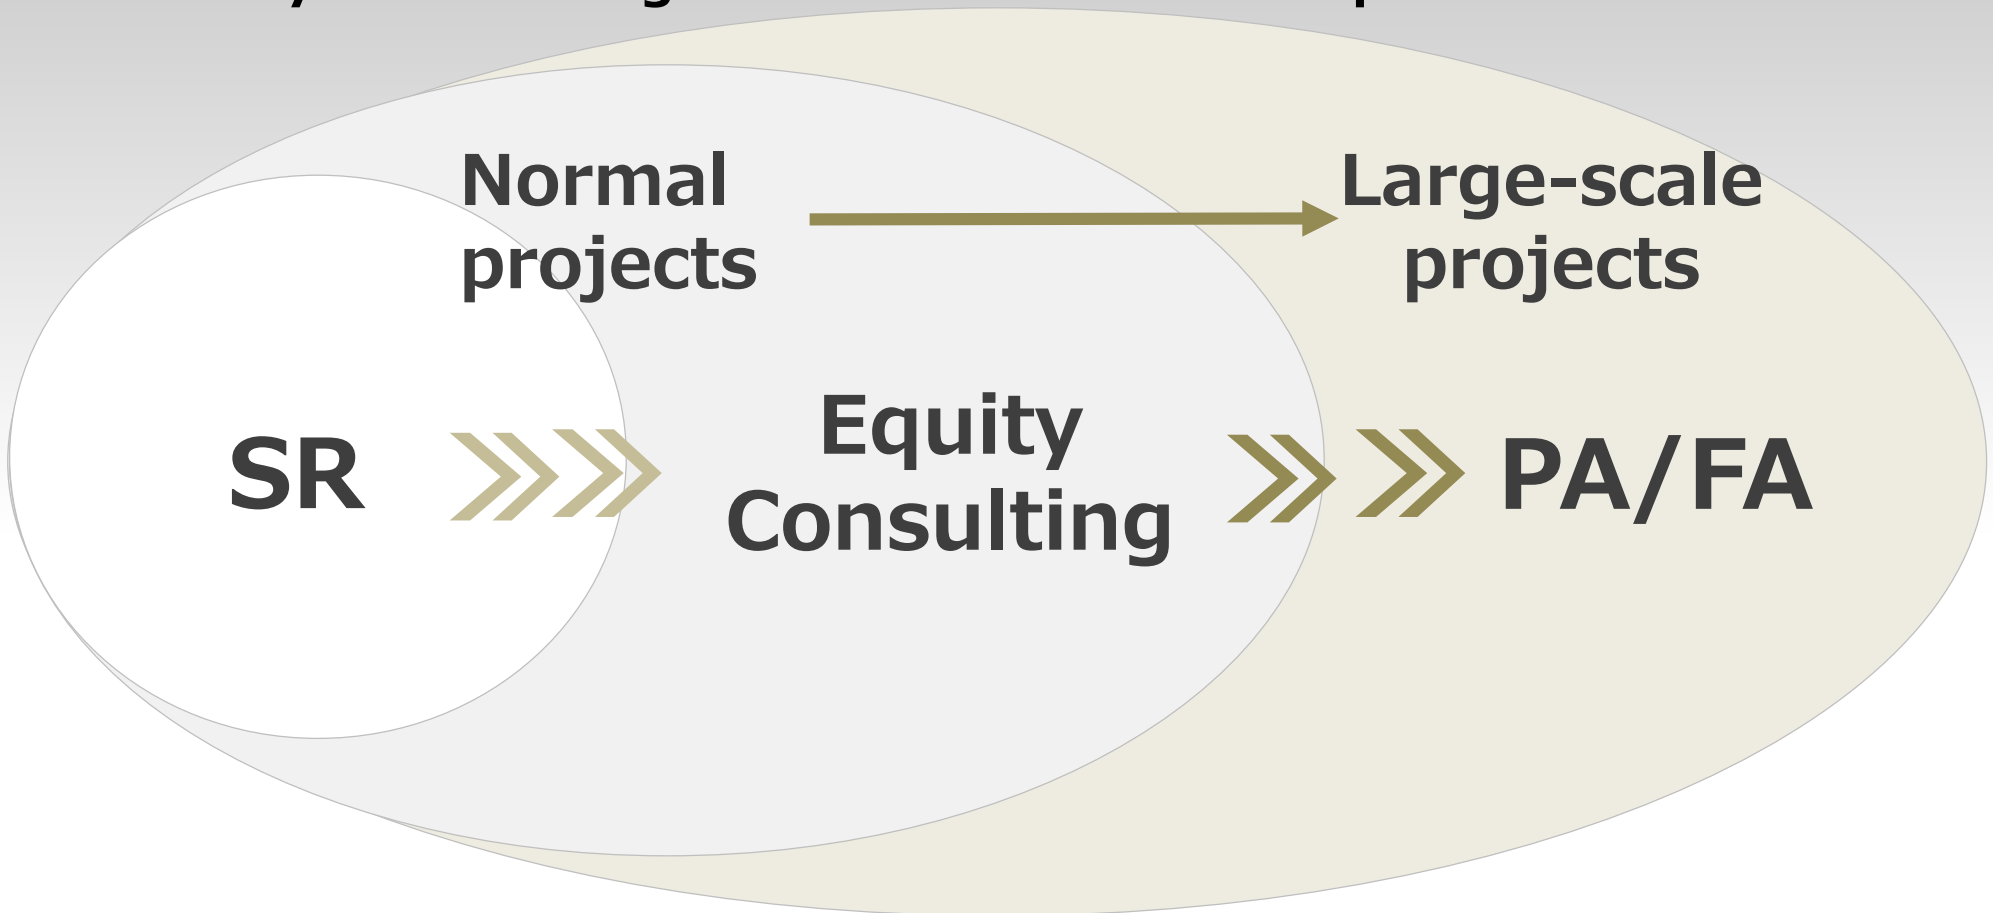 Normal
projects
Large-scale
projects
SR
Equity
Consulting
PA/FA